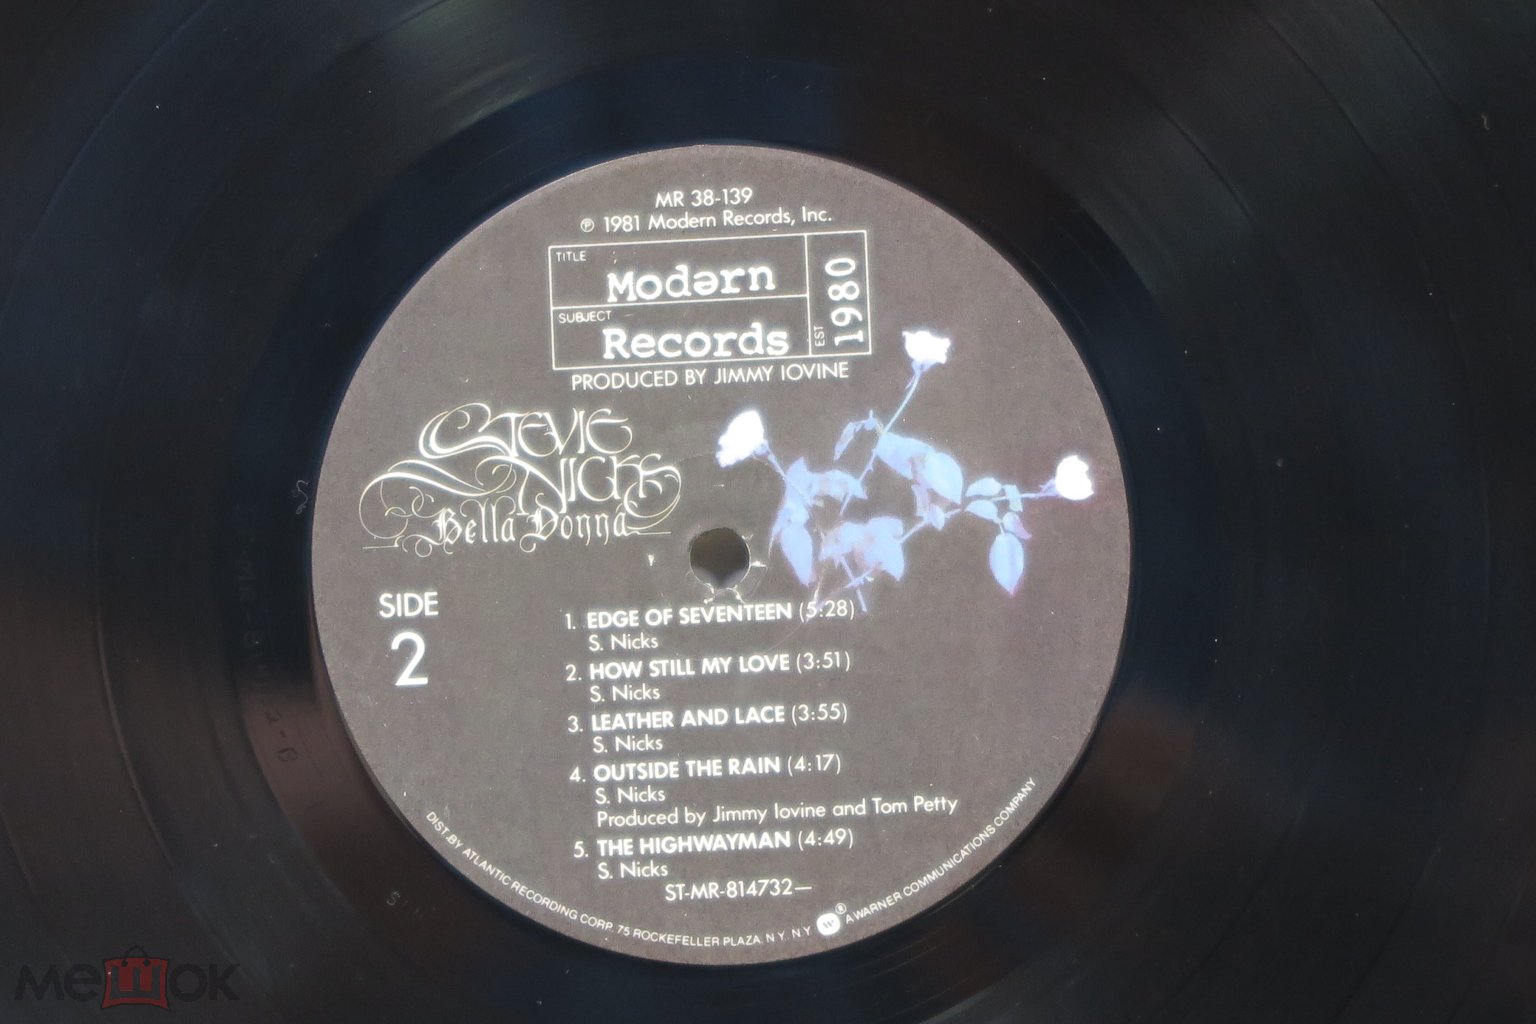 MR 38-139
℗ 1981 Modern Records, Inc.
TITLE
Modərn
SUBJECT
Records
EST 1980
PRODUCED BY JIMMY IOVINE
STEVIE
NICKS
Bella Donna
SIDE
2
1. EDGE OF SEVENTEEN (5:28)
S. Nicks
2. HOW STILL MY LOVE (3:51)
S. Nicks
3. LEATHER AND LACE (3:55)
S. Nicks
4. OUTSIDE THE RAIN (4:17)
S. Nicks
Produced by Jimmy Iovine and Tom Petty
5. THE HIGHWAYMAN (4:49)
S. Nicks
ST-MR-814732—
DIST. BY ATLANTIC RECORDING CORP. 75 ROCKEFELLER PLAZA. N.Y. N.Y. W ® A WARNER COMMUNICATIONS COMPANY
мешок